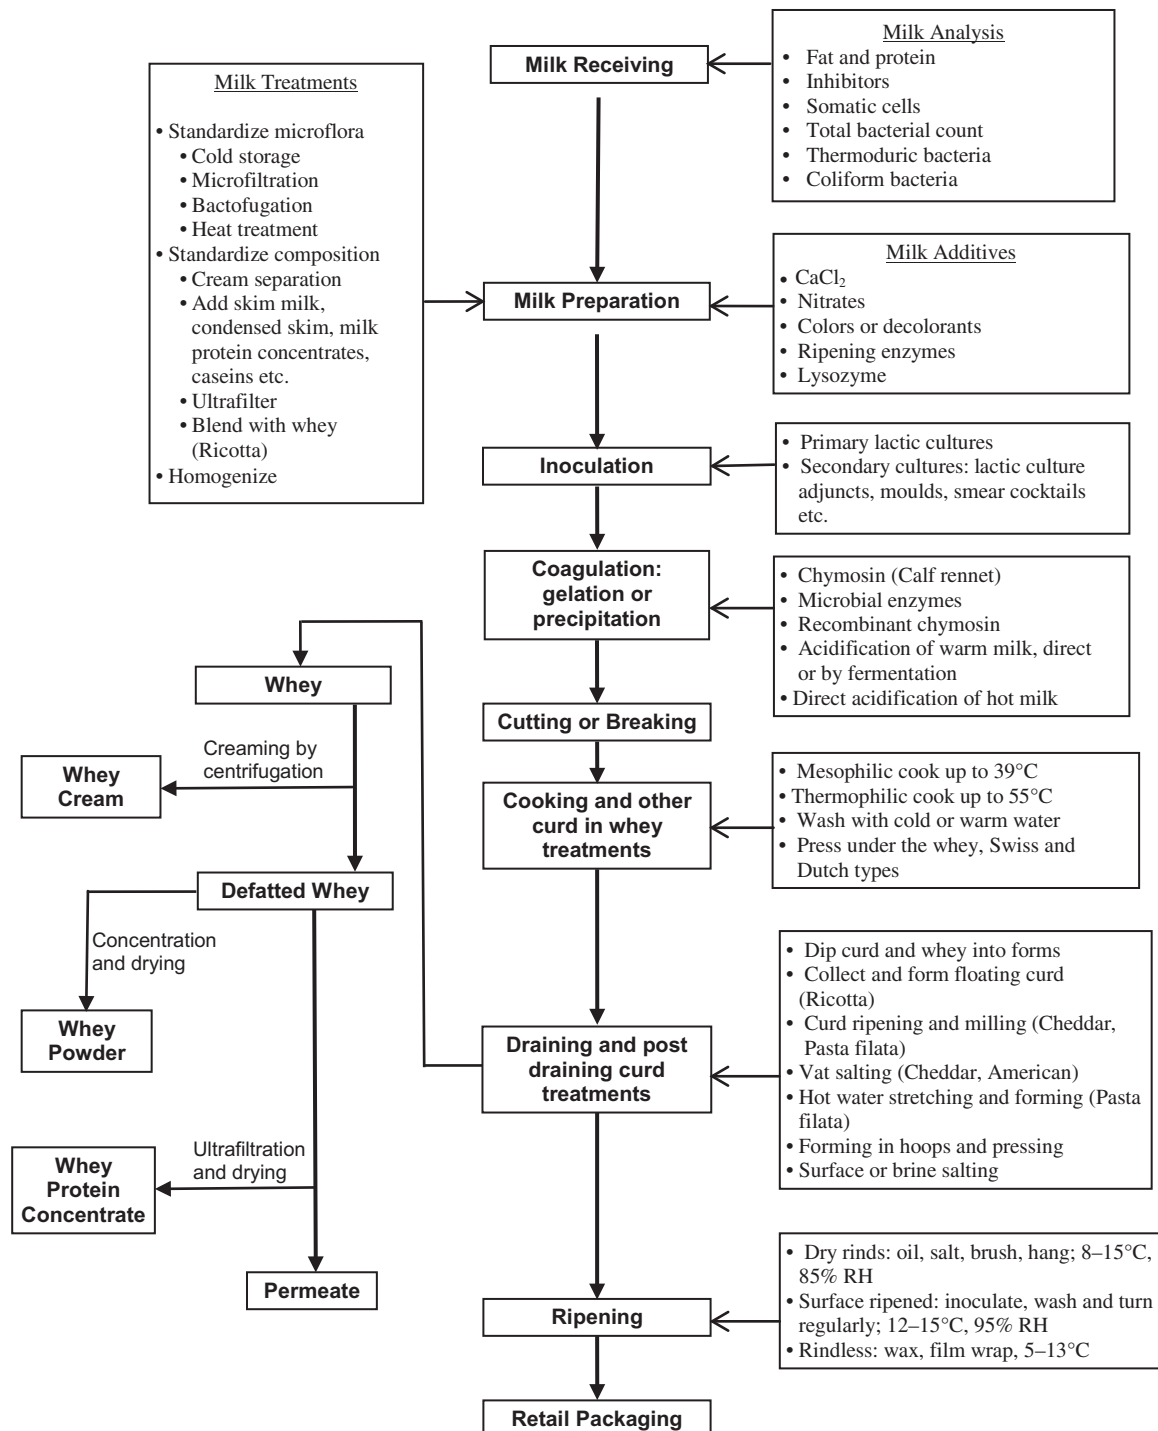 Milk Receiving
Milk Analysis
• Fat and protein
• Inhibitors
• Somatic cells
• Total bacterial count
• Thermoduric bacteria
• Coliform bacteria
Milk Treatments
• Standardize microflora
• Cold storage
• Microfiltration
• Bactofugation
• Heat treatment
• Standardize composition
• Cream separation
• Add skim milk,
condensed skim, milk
protein concentrates,
caseins etc.
• Ultrafilter
• Blend with whey
(Ricotta)
• Homogenize
Milk Preparation
Milk Additives
• CaCl₂
• Nitrates
• Colors or decolorants
• Ripening enzymes
• Lysozyme
Inoculation
• Primary lactic cultures
• Secondary cultures: lactic culture
adjuncts, moulds, smear cocktails
etc.
Coagulation:
gelation or
precipitation
• Chymosin (Calf rennet)
• Microbial enzymes
• Recombinant chymosin
• Acidification of warm milk, direct
or by fermentation
• Direct acidification of hot milk
Cutting or Breaking
Cooking and other
curd in whey
treatments
• Mesophilic cook up to 39°C
• Thermophilic cook up to 55°C
• Wash with cold or warm water
• Press under the whey, Swiss and
Dutch types
Draining and post
draining curd
treatments
• Dip curd and whey into forms
• Collect and form floating curd
(Ricotta)
• Curd ripening and milling (Cheddar,
Pasta filata)
• Vat salting (Cheddar, American)
• Hot water stretching and forming (Pasta
filata)
• Forming in hoops and pressing
• Surface or brine salting
Whey
Creaming by
centrifugation
Whey
Cream
Defatted Whey
Concentration
and drying
Whey
Powder
Ultrafiltration
and drying
Whey
Protein
Concentrate
Permeate
Ripening
• Dry rinds: oil, salt, brush, hang; 8–15°C,
85% RH
• Surface ripened: inoculate, wash and turn
regularly; 12–15°C, 95% RH
• Rindless: wax, film wrap, 5–13°C
Retail Packaging